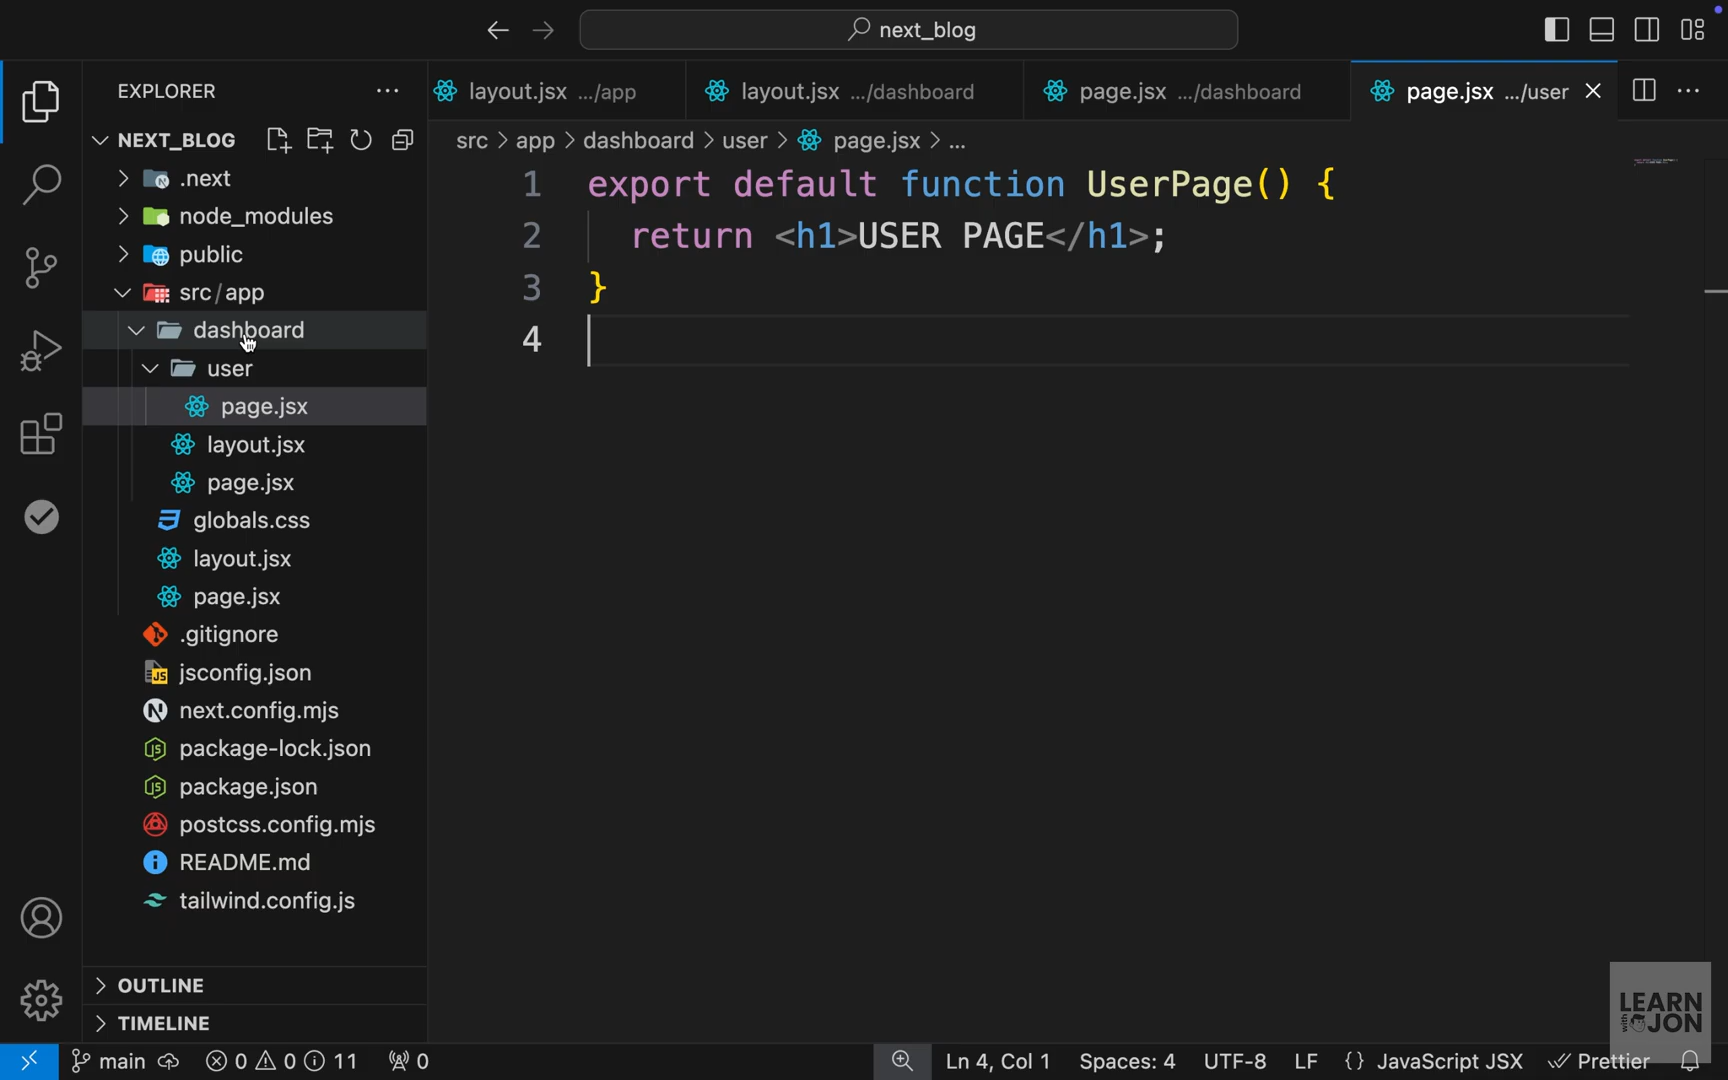 next_blog
EXPLORER
layout.jsx .../app
layout.jsx .../dashboard
page.jsx .../dashboard
page.jsx .../user
NEXT_BLOG
src > app > dashboard > user > page.jsx > ...
.next
node_modules
public
src / app
dashboard
user
page.jsx
layout.jsx
page.jsx
globals.css
layout.jsx
page.jsx
.gitignore
jsconfig.json
next.config.mjs
package-lock.json
package.json
postcss.config.mjs
README.md
tailwind.config.js
OUTLINE
TIMELINE
1 export default function UserPage() {
2 return <h1>USER PAGE</h1>;
3 }
4
LEARN
with JON
main 0 0 11 0
Ln 4, Col 1 Spaces: 4 UTF-8 LF {} JavaScript JSX Prettier